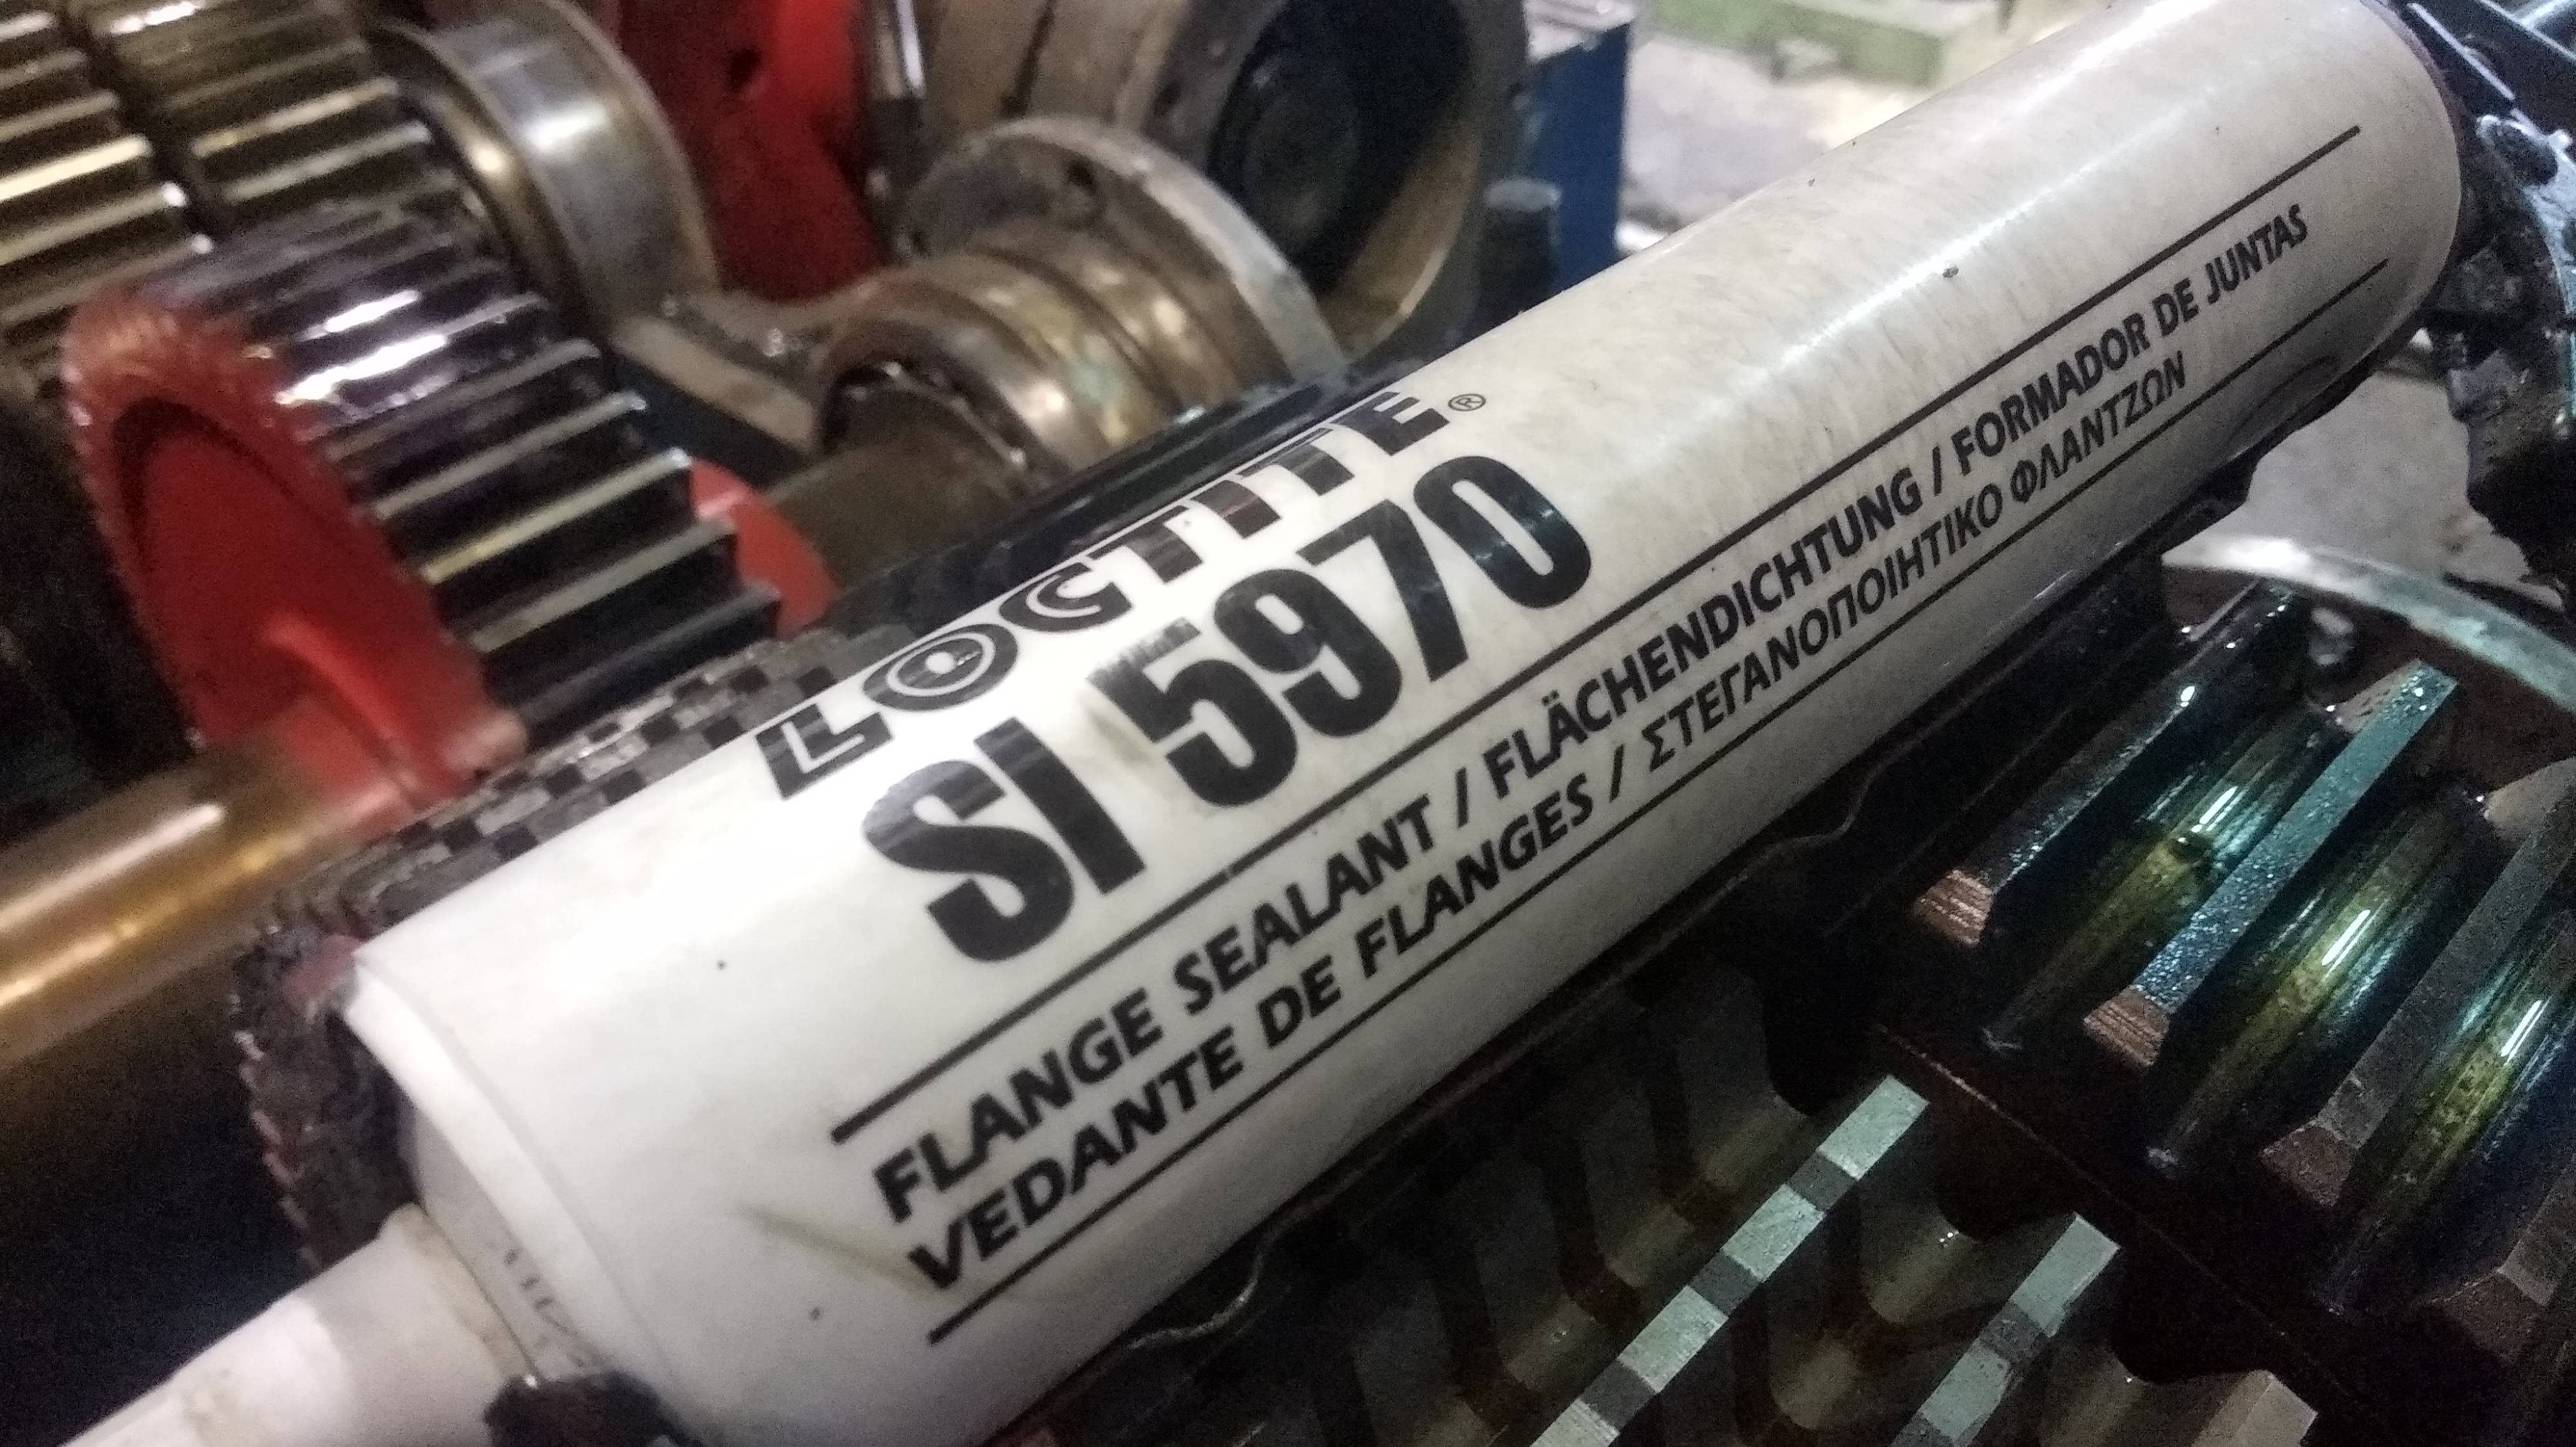 LOCTITE®
SI 5970
FLANGE SEALANT / FLÄCHENDICHTUNG / FORMADOR DE JUNTAS
VEDANTE DE FLANGES / ΣΤΕΓΑΝΟΠΟΙΗΤΙΚΟ ΦΛΑΝΤΖΩΝ